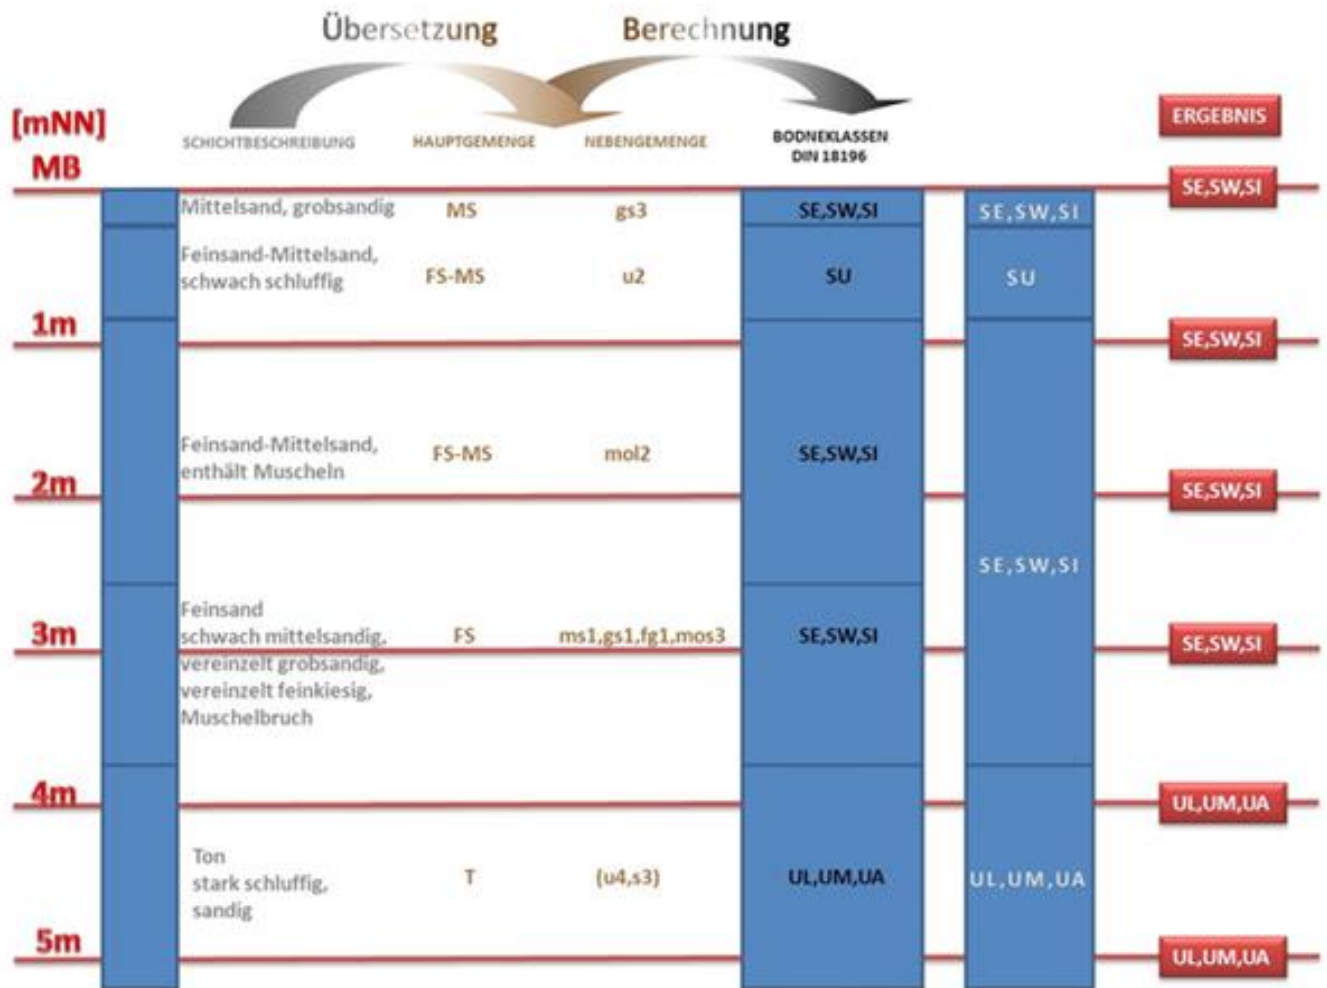 Übersetzung
Berechnung
[mNN]
MB
SCHICHTBESCHREIBUNG
HAUPTGEMENGE
NEBENGEMENGE
BODNEKLASSEN
DIN 18196
ERGEBNIS
SE,SW,SI
Mittelsand, grobsandig
MS
gs3
SE,SW,SI
SE,SW,SI
Feinsand-Mittelsand,
schwach schluffig
FS-MS
u2
SU
SU
1m
SE,SW,SI
Feinsand-Mittelsand,
enthält Muscheln
FS-MS
mol2
SE,SW,SI
2m
SE,SW,SI
SE,SW,SI
Feinsand
schwach mittelsandig,
vereinzelt grobsandig,
vereinzelt feinkiesig,
Muschelbruch
3m
FS
ms1,gs1,fg1,mos3
SE,SW,SI
SE,SW,SI
4m
UL,UM,UA
Ton
stark schluffig,
sandig
T
(u4,s3)
UL,UM,UA
UL,UM,UA
5m
UL,UM,UA